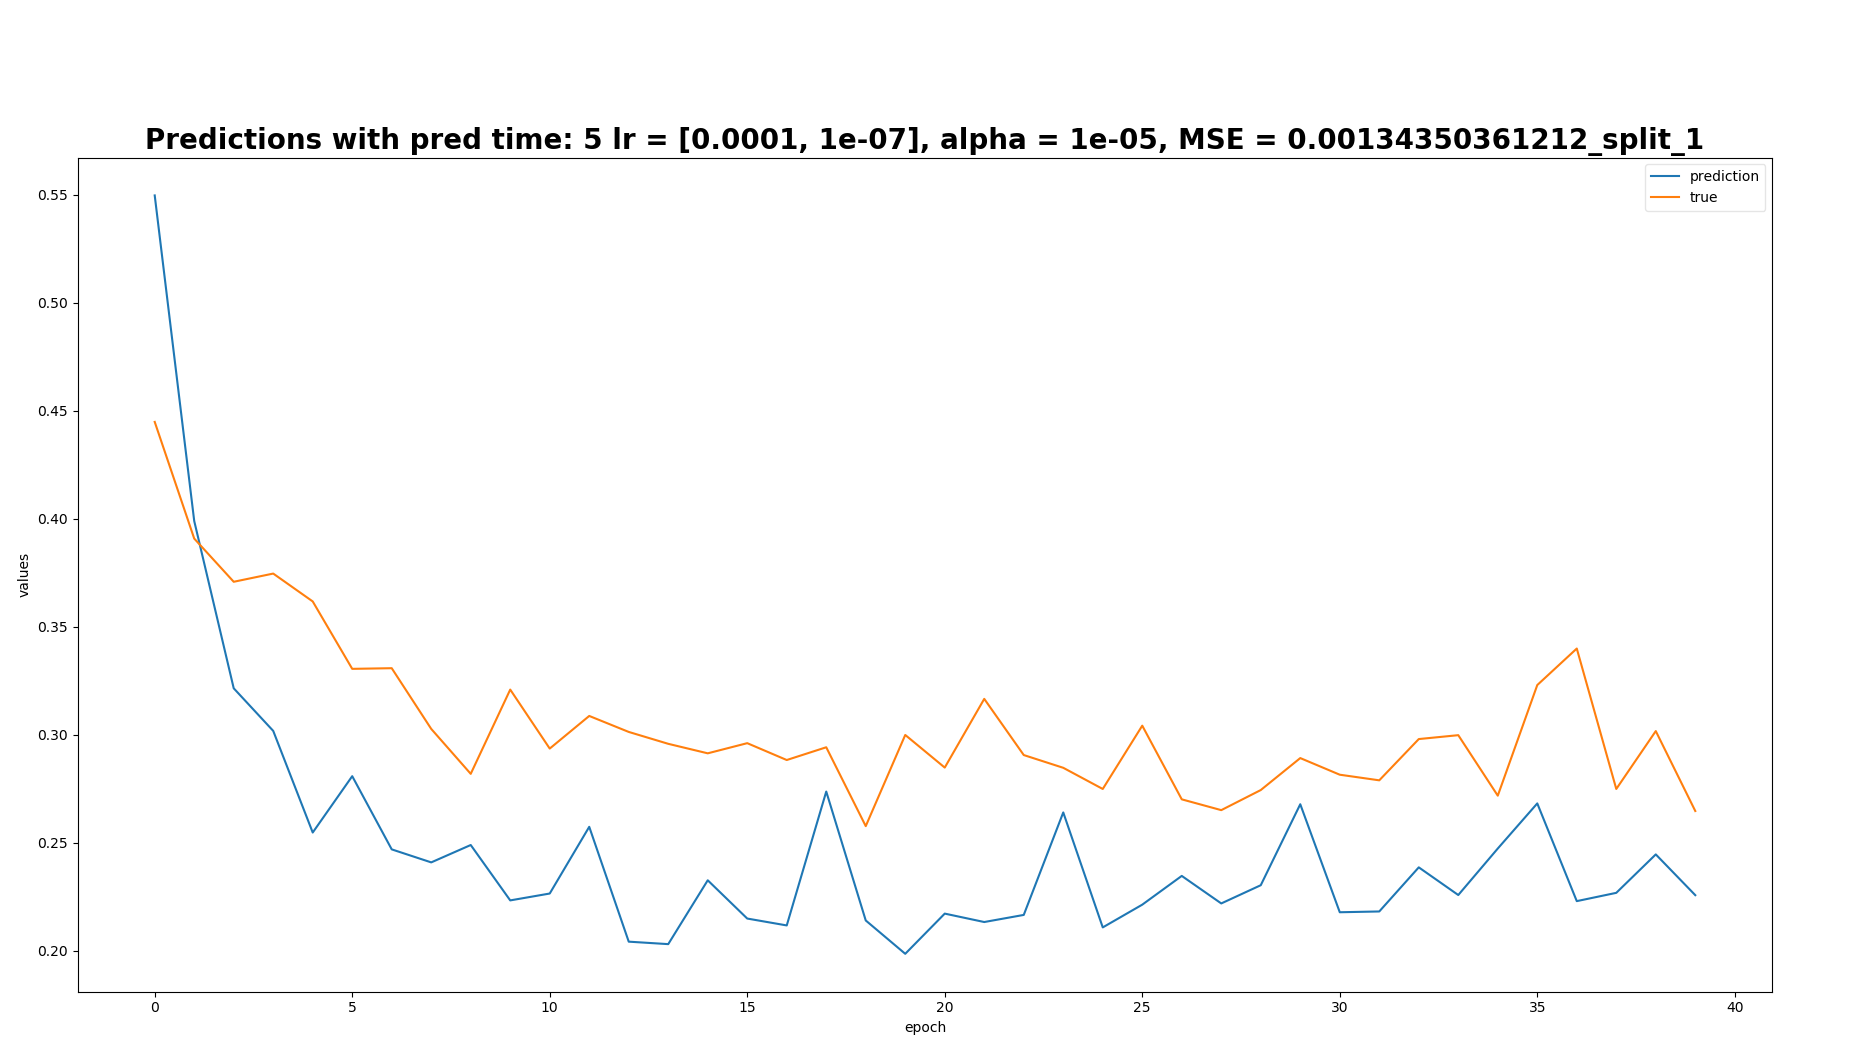 Predictions with pred time: 5 lr = [0.0001, 1e-07], alpha = 1e-05, MSE = 0.00134350361212_split_1
prediction
true
0.55
0.50
0.45
0.40
0.35
0.30
0.25
0.20
values
0 5 10 15 20 25 30 35 40
epoch